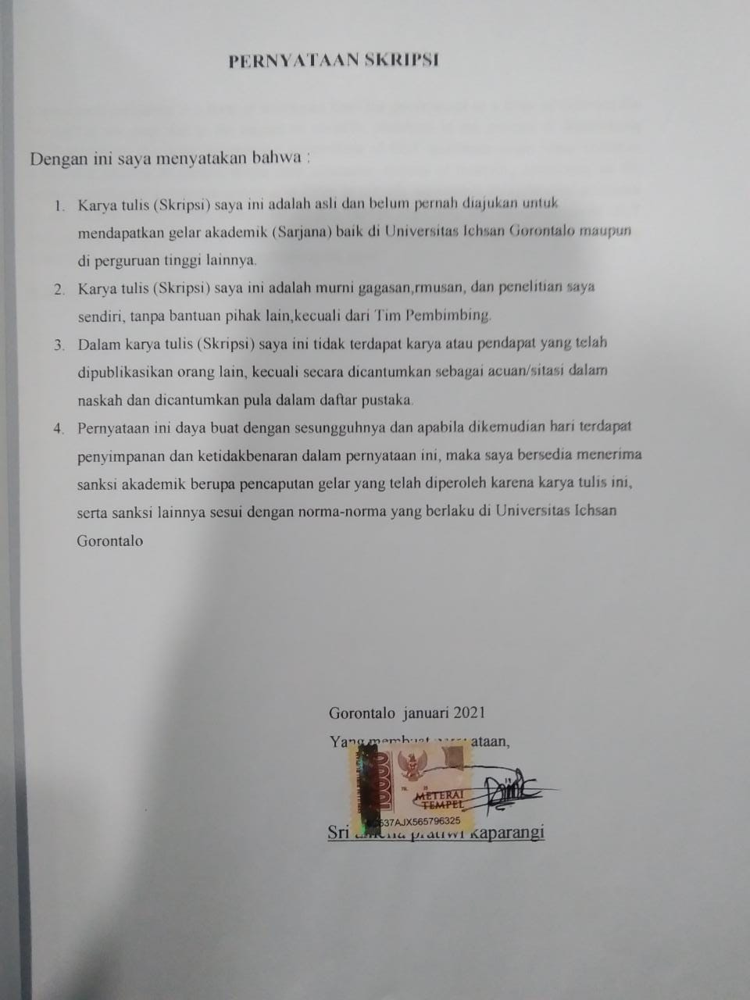 PERNYATAAN SKRIPSI
Dengan ini saya menyatakan bahwa :
1. Karya tulis (Skripsi) saya ini adalah asli dan belum pernah diajukan untuk
mendapatkan gelar akademik (Sarjana) baik di Universitas Ichsan Gorontalo maupun
di perguruan tinggi lainnya.
2. Karya tulis (Skripsi) saya ini adalah murni gagasan,rmusan, dan penelitian saya
sendiri, tanpa bantuan pihak lain,kecuali dari Tim Pembimbing.
3. Dalam karya tulis (Skripsi) saya ini tidak terdapat karya atau pendapat yang telah
dipublikasikan orang lain, kecuali secara dicantumkan sebagai acuan/sitasi dalam
naskah dan dicantumkan pula dalam daftar pustaka.
4. Pernyataan ini daya buat dengan sesungguhnya dan apabila dikemudian hari terdapat
penyimpanan dan ketidakbenaran dalam pernyataan ini, maka saya bersedia menerima
sanksi akademik berupa pencaputan gelar yang telah diperoleh karena karya tulis ini,
serta sanksi lainnya sesui dengan norma-norma yang berlaku di Universitas Ichsan
Gorontalo
Gorontalo januari 2021
Yang membuat
10000
METERAI
TEMPEL
637AJX565796325
Sri pratiwi kaparangi